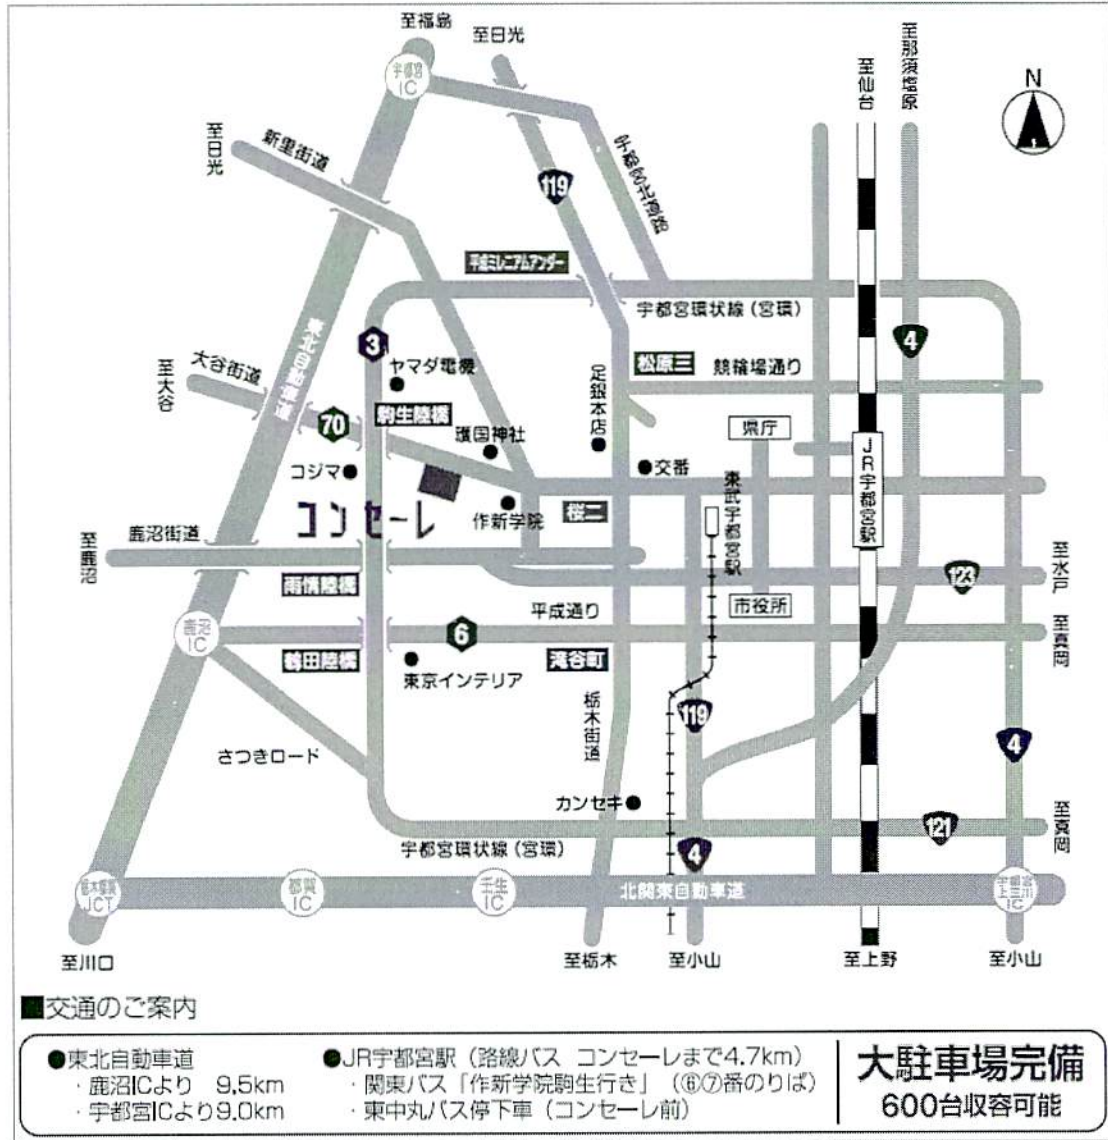 至福島
至日光
至那須塩原
至仙台
N
宇都宮IC
至日光
新里街道
119
宇都宮北道路
平成ミレニアムアンダー
宇都宮環状線(宮環)
東北自動車道
3
ヤマダ電機
松原三
競輪場通り
4
至大谷
大谷街道
足銀本店
70
駒生陸橋
護国神社
県庁
JR宇都宮駅
コジマ
交番
東武宇都宮駅
コンセーレ
作新学院
桜二
至鹿沼
鹿沼街道
雨情陸橋
123
至水戸
平成通り
市役所
鹿沼IC
6
至真岡
鶴田陸橋
滝谷町
東京インテリア
栃木街道
119
4
さつきロード
カンセキ
121
至真岡
宇都宮環状線(宮環)
4
栃木都賀JCT
都賀IC
壬生IC
北関東自動車道
宇都宮上三川IC
至川口
至栃木
至小山
至上野
至小山
■交通のご案内
●東北自動車道
・鹿沼ICより 9.5km
・宇都宮ICより9.0km
●JR宇都宮駅(路線バス コンセーレまで4.7km)
・関東バス「作新学院駒生行き」(⑥⑦番のりば)
・東中丸バス停下車(コンセーレ前)
大駐車場完備
600台収容可能